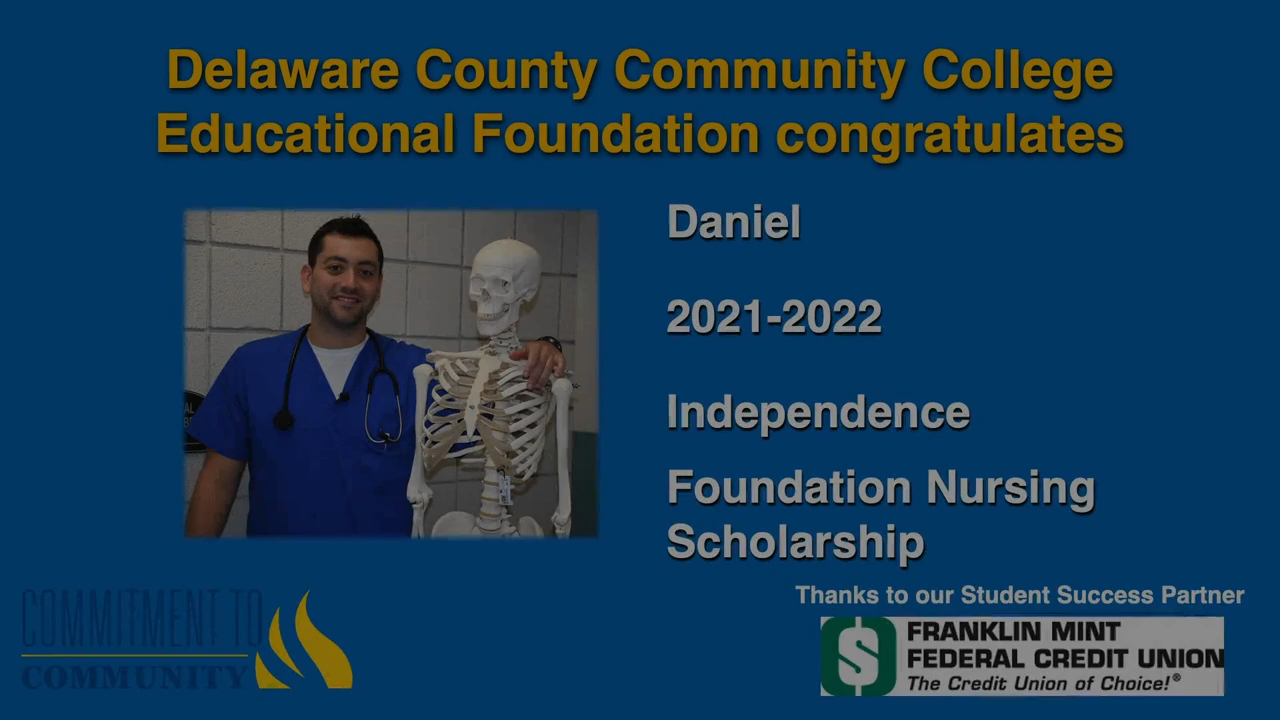 Delaware County Community College
Educational Foundation congratulates
Daniel
2021-2022
Independence
Foundation Nursing
Scholarship
COMMITMENT TO
COMMUNITY
Thanks to our Student Success Partner
FRANKLIN MINT
FEDERAL CREDIT UNION
The Credit Union of Choice!®